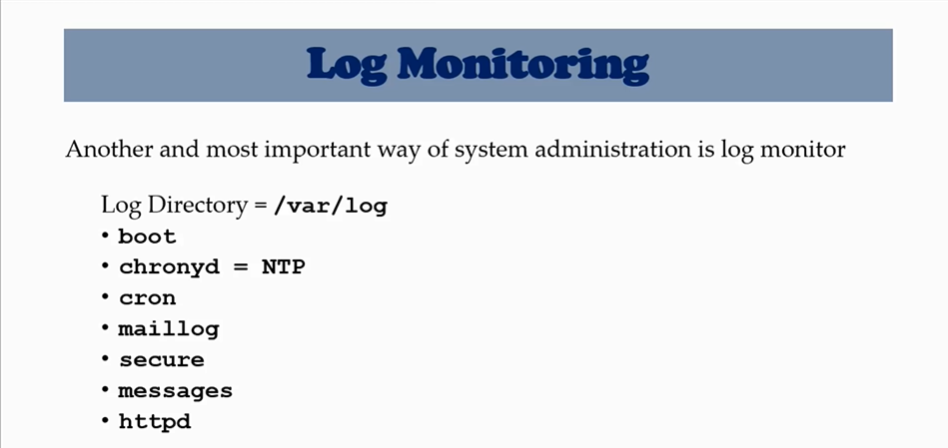 Log Monitoring
Another and most important way of system administration is log monitor
Log Directory = /var/log
• boot
• chronyd = NTP
• cron
• maillog
• secure
• messages
• httpd